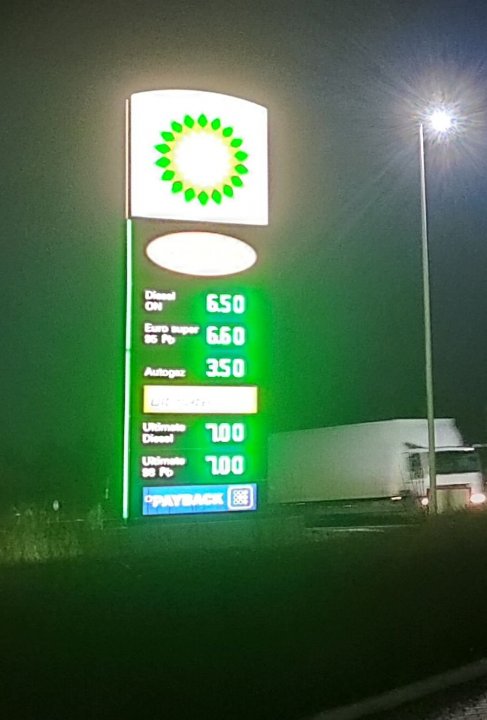 Diesel
ON
6.50
Euro super
95 Pb
6.60
Autogaz
3.50
Ultimate
Ultimate
Diesel
7.00
Ultimate
98 Pb
7.00
PAYBACK